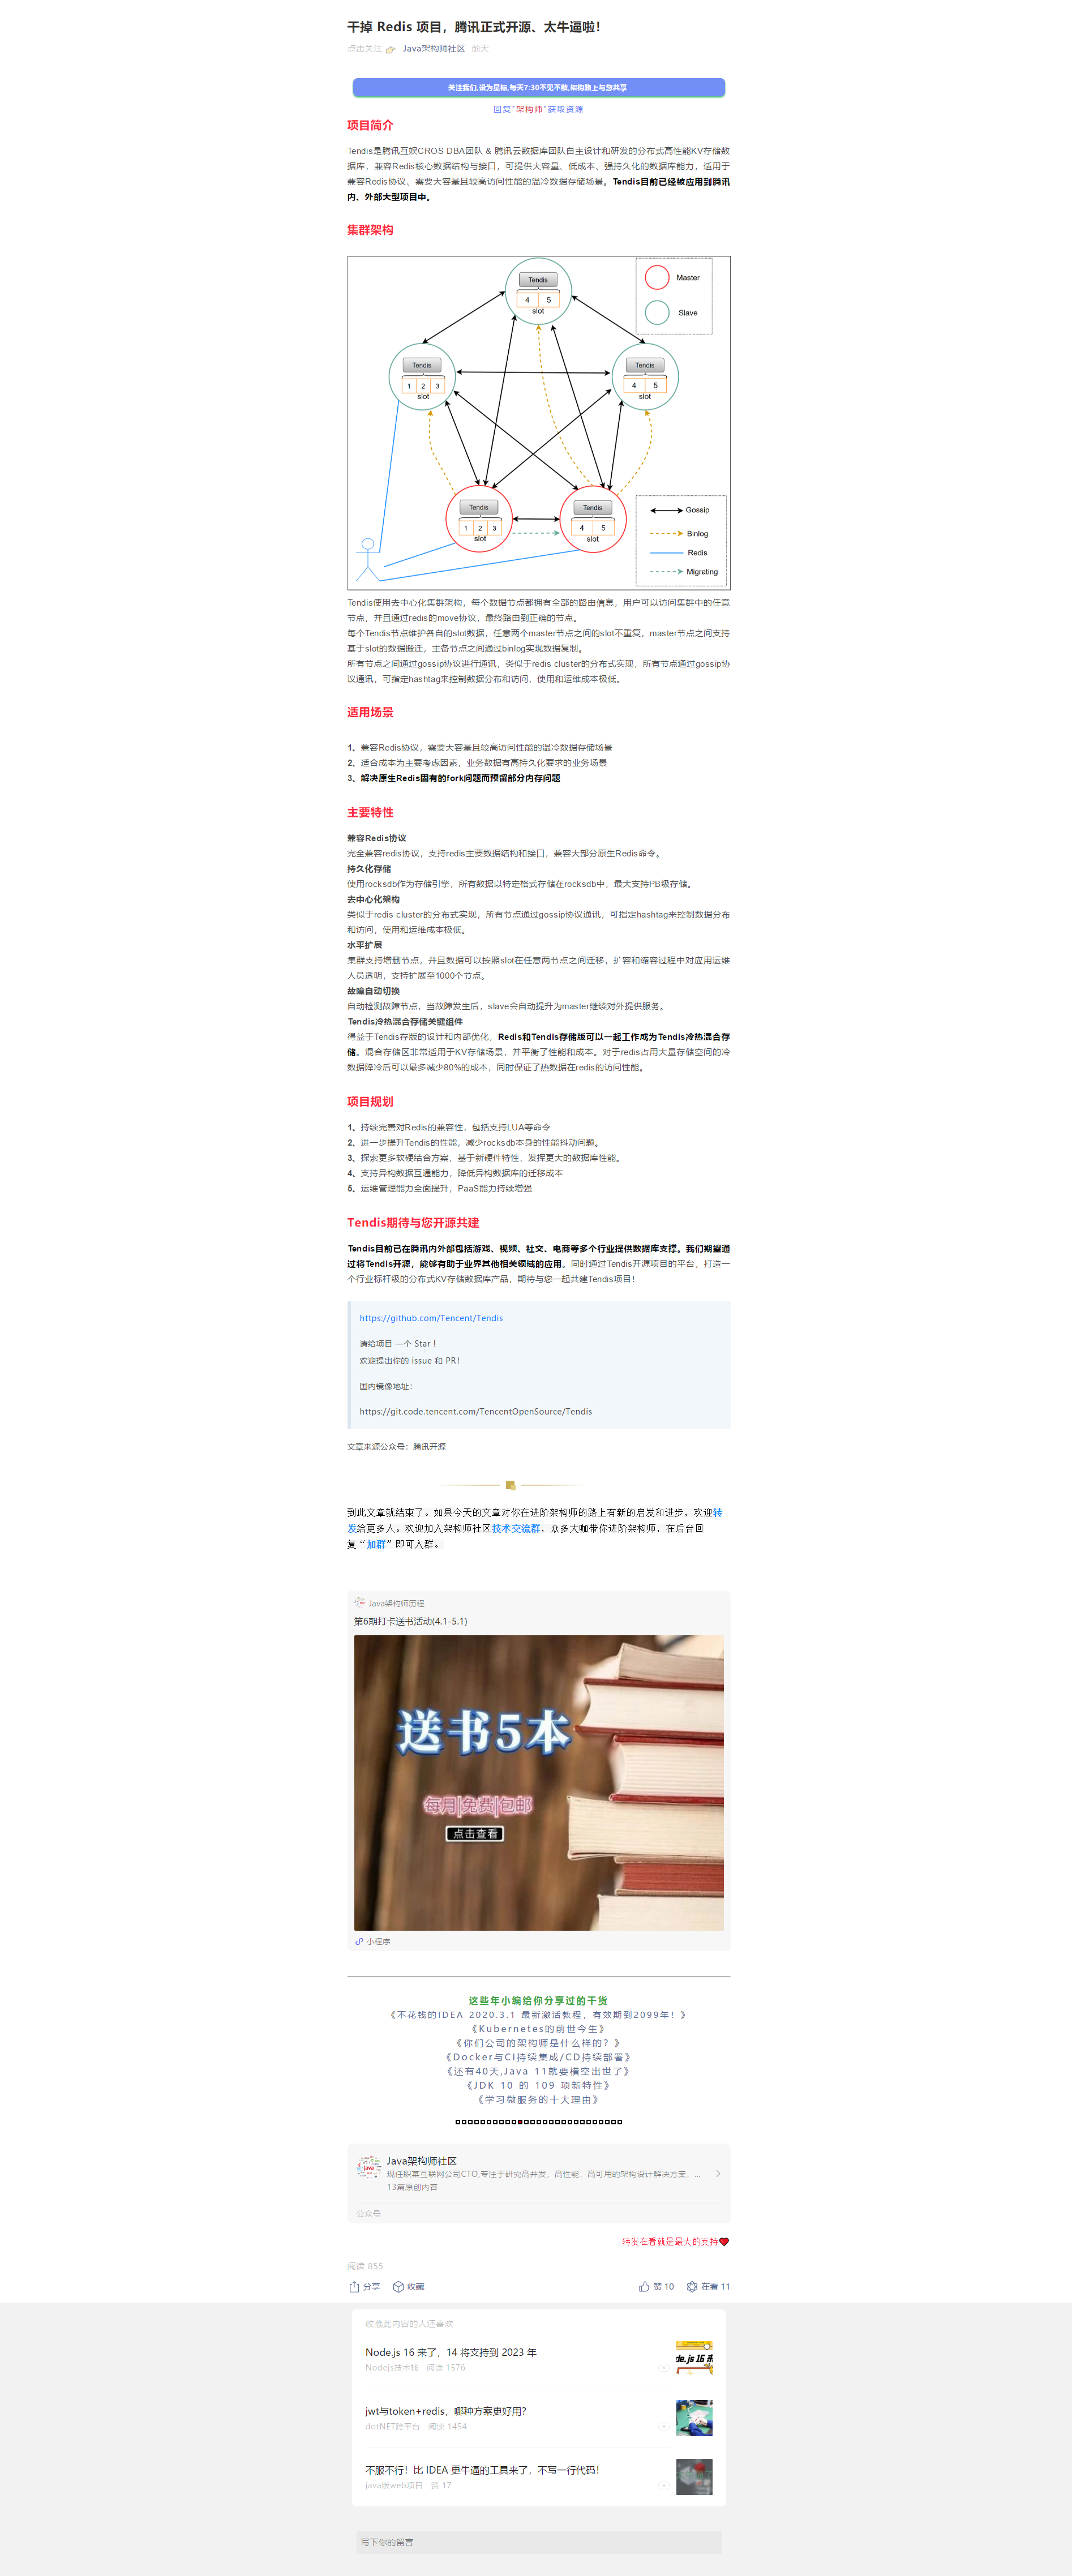 干掉 Redis 项目，腾讯正式开源、太牛逼啦！
点击关注 👉 Java架构师社区 前天
关注我们,设为星标,每天7:30不见不散,架构路上与您共享
回复"架构师"获取资源
项目简介
Tendis是腾讯互娱CROS DBA团队 & 腾讯云数据库团队自主设计和研发的分布式高性能KV存储数
据库，兼容Redis核心数据结构与接口，可提供大容量、低成本、强持久化的数据库能力，适用于
兼容Redis协议、需要大容量且较高访问性能的温冷数据存储场景。Tendis目前已经被应用到腾讯
内、外部大型项目中。
集群架构
Tendis
4 5
slot
Master
Slave
Tendis
1 2 3
slot
Tendis
4 5
slot
Tendis
1 2 3
slot
Tendis
4 5
slot
Gossip
Binlog
Redis
Migrating
Tendis使用去中心化集群架构，每个数据节点都拥有全部的路由信息，用户可以访问集群中的任意
节点，并且通过redis的move协议，最终路由到正确的节点。
每个Tendis节点维护各自的slot数据，任意两个master节点之间的slot不重复，master节点之间支持
基于slot的数据搬迁，主备节点之间通过binlog实现数据复制。
所有节点之间通过gossip协议进行通讯，类似于redis cluster的分布式实现，所有节点通过gossip协
议通讯，可指定hashtag来控制数据分布和访问，使用和运维成本极低。
适用场景
1、兼容Redis协议，需要大容量且较高访问性能的温冷数据存储场景
2、适合成本为主要考虑因素，业务数据有高持久化要求的业务场景
3、解决原生Redis固有的fork问题而预留部分内存问题
主要特性
兼容Redis协议
完全兼容redis协议，支持redis主要数据结构和接口，兼容大部分原生Redis命令。
持久化存储
使用rocksdb作为存储引擎，所有数据以特定格式存储在rocksdb中，最大支持PB级存储。
去中心化架构
类似于redis cluster的分布式实现，所有节点通过gossip协议通讯，可指定hashtag来控制数据分布
和访问，使用和运维成本极低。
水平扩展
集群支持增删节点，并且数据可以按照slot在任意两节点之间迁移，扩容和缩容过程中对应用运维
人员透明，支持扩展至1000个节点。
故障自动切换
自动检测故障节点，当故障发生后，slave会自动提升为master继续对外提供服务。
Tendis冷热混合存储关键组件
得益于Tendis存版的设计和内部优化，Redis和Tendis存储版可以一起工作成为Tendis冷热混合存
储。混合存储区非常适用于KV存储场景，并平衡了性能和成本。对于redis占用大量存储空间的冷
数据降冷后可以最多减少80%的成本，同时保证了热数据在redis的访问性能。
项目规划
1、持续完善对Redis的兼容性，包括支持LUA等命令
2、进一步提升Tendis的性能，减少rocksdb本身的性能抖动问题。
3、探索更多软硬结合方案，基于新硬件特性，发挥更大的数据库性能。
4、支持异构数据互通能力，降低异构数据库的迁移成本
5、运维管理能力全面提升，PaaS能力持续增强
Tendis期待与您开源共建
Tendis目前已在腾讯内外部包括游戏、视频、社交、电商等多个行业提供数据库支撑。我们期望通
过将Tendis开源，能够有助于业界其他相关领域的应用。同时通过Tendis开源项目的平台，打造一
个行业标杆级的分布式KV存储数据库产品，期待与您一起共建Tendis项目！
https://github.com/Tencent/Tendis
请给项目 一个 Star！
欢迎提出你的 issue 和 PR！
国内镜像地址：
https://git.code.tencent.com/TencentOpenSource/Tendis
文章来源公众号：腾讯开源
到此文章就结束了。如果今天的文章对你在进阶架构师的路上有新的启发和进步，欢迎转
发给更多人。欢迎加入架构师社区技术交流群，众多大咖带你进阶架构师，在后台回
复“加群”即可入群。
Java架构师历程
第6期打卡送书活动(4.1-5.1)
送书5本
每月|免费|包邮
点击查看
小程序
这些年小编给你分享过的干货
《不花钱的IDEA 2020.3.1 最新激活教程，有效期到2099年！》
《Kubernetes的前世今生》
《你们公司的架构师是什么样的？》
《Docker与CI持续集成/CD持续部署》
《还有40天,Java 11就要横空出世了》
《JDK 10 的 109 项新特性》
《学习微服务的十大理由》
Java
Java架构师社区
现任职某互联网公司CTO,专注于研究高并发，高性能，高可用的架构设计解决方案，...
13篇原创内容
公众号
转发在看就是最大的支持❤
阅读 855
分享 收藏 赞 10 在看 11
收藏此内容的人还喜欢
Node.js 16 来了，14 将支持到 2023 年
Nodejs技术栈 阅读 1576
jwt与token+redis，哪种方案更好用？
dotNET跨平台 阅读 1454
不服不行！比 IDEA 更牛逼的工具来了，不写一行代码！
java版web项目 赞 17
写下你的留言